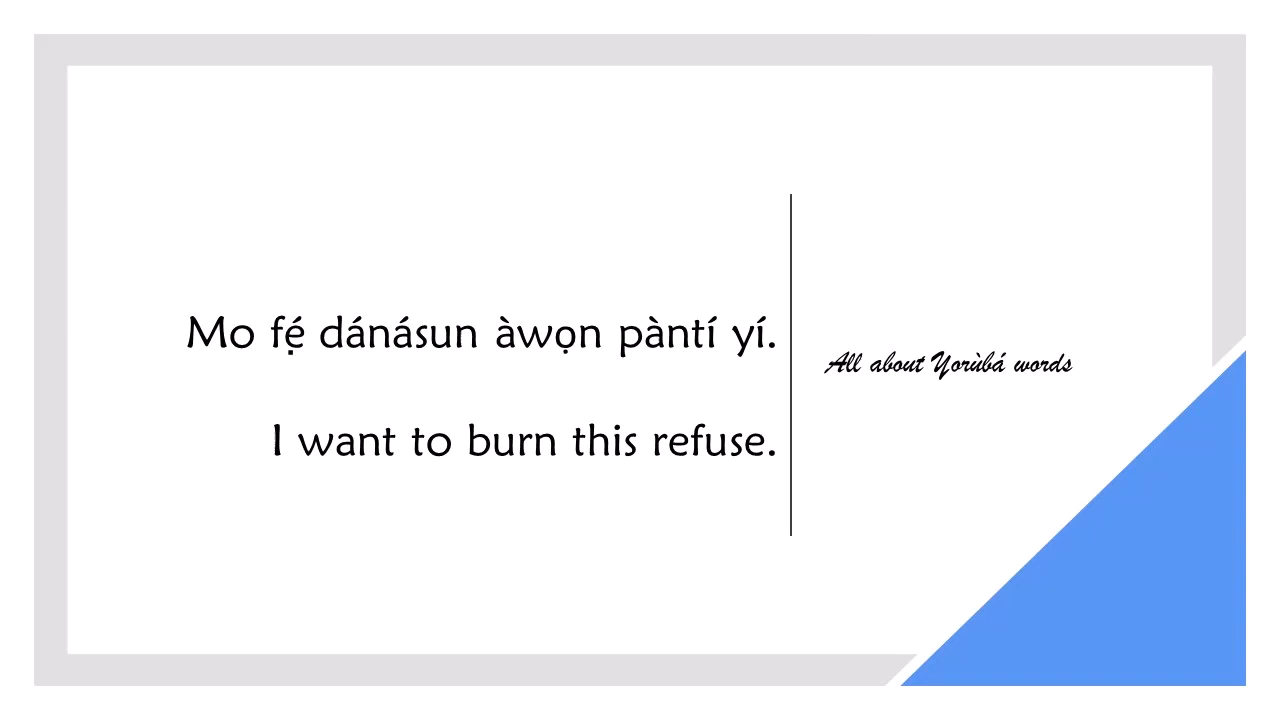 Mo fẹ́ dánásun àwọn pàntí yí.
I want to burn this refuse.
All about Yorùbá words